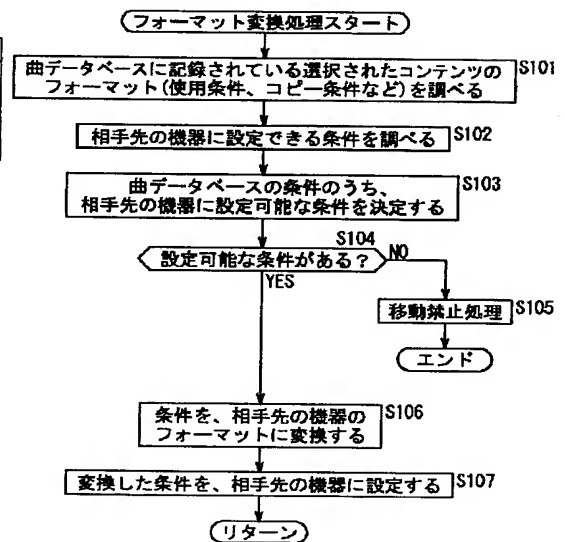 フォーマット変換処理スタート
曲データベースに記録されている選択されたコンテンツの
フォーマット(使用条件、コピー条件など)を調べる
S101
相手先の機器に設定できる条件を調べる
S102
曲データベースの条件のうち、
相手先の機器に設定可能な条件を決定する
S103
S104
設定可能な条件がある?
NO
YES
移動禁止処理
S105
エンド
条件を、相手先の機器の
フォーマットに変換する
S106
変換した条件を、相手先の機器に設定する
S107
リターン